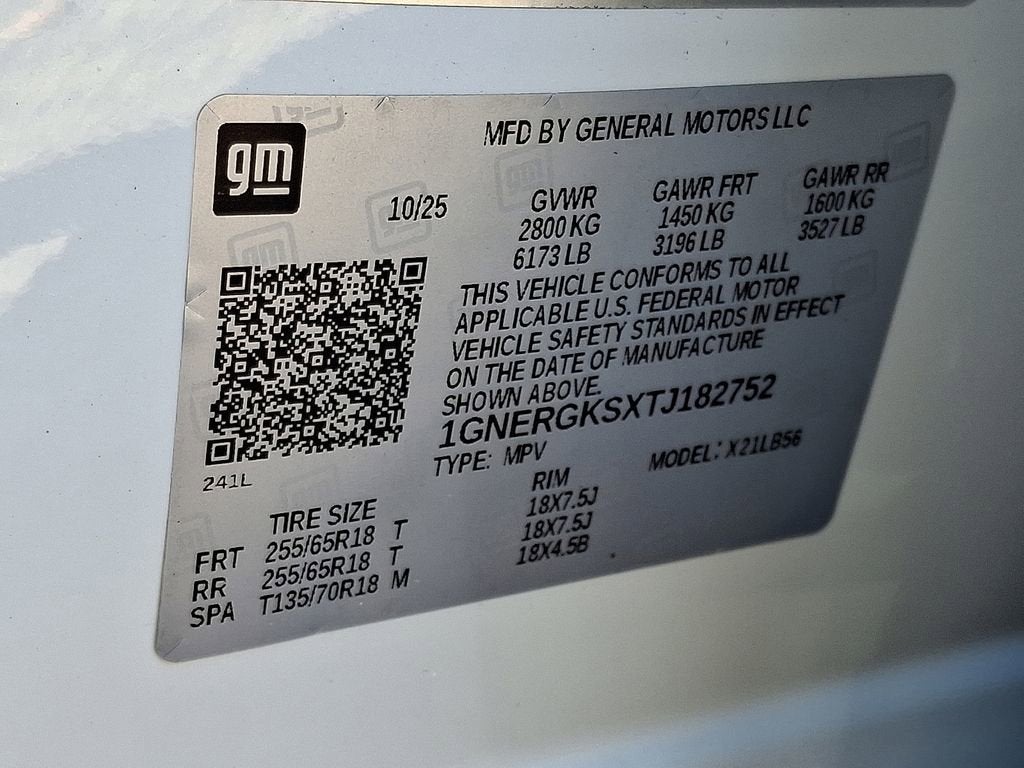 gm
MFD BY GENERAL MOTORS LLC
10/25
GVWR
2800 KG
6173 LB
GAWR FRT
1450 KG
3196 LB
GAWR RR
1600 KG
3527 LB
THIS VEHICLE CONFORMS TO ALL
APPLICABLE U.S. FEDERAL MOTOR
VEHICLE SAFETY STANDARDS IN EFFECT
ON THE DATE OF MANUFACTURE
SHOWN ABOVE.
1GNERGKSXTJ182752
TYPE: MPV MODEL: X21LB56
241L
TIRE SIZE RIM
FRT 255/65R18 T 18X7.5J
RR 255/65R18 T 18X7.5J
SPA T135/70R18 M 18X4.5B